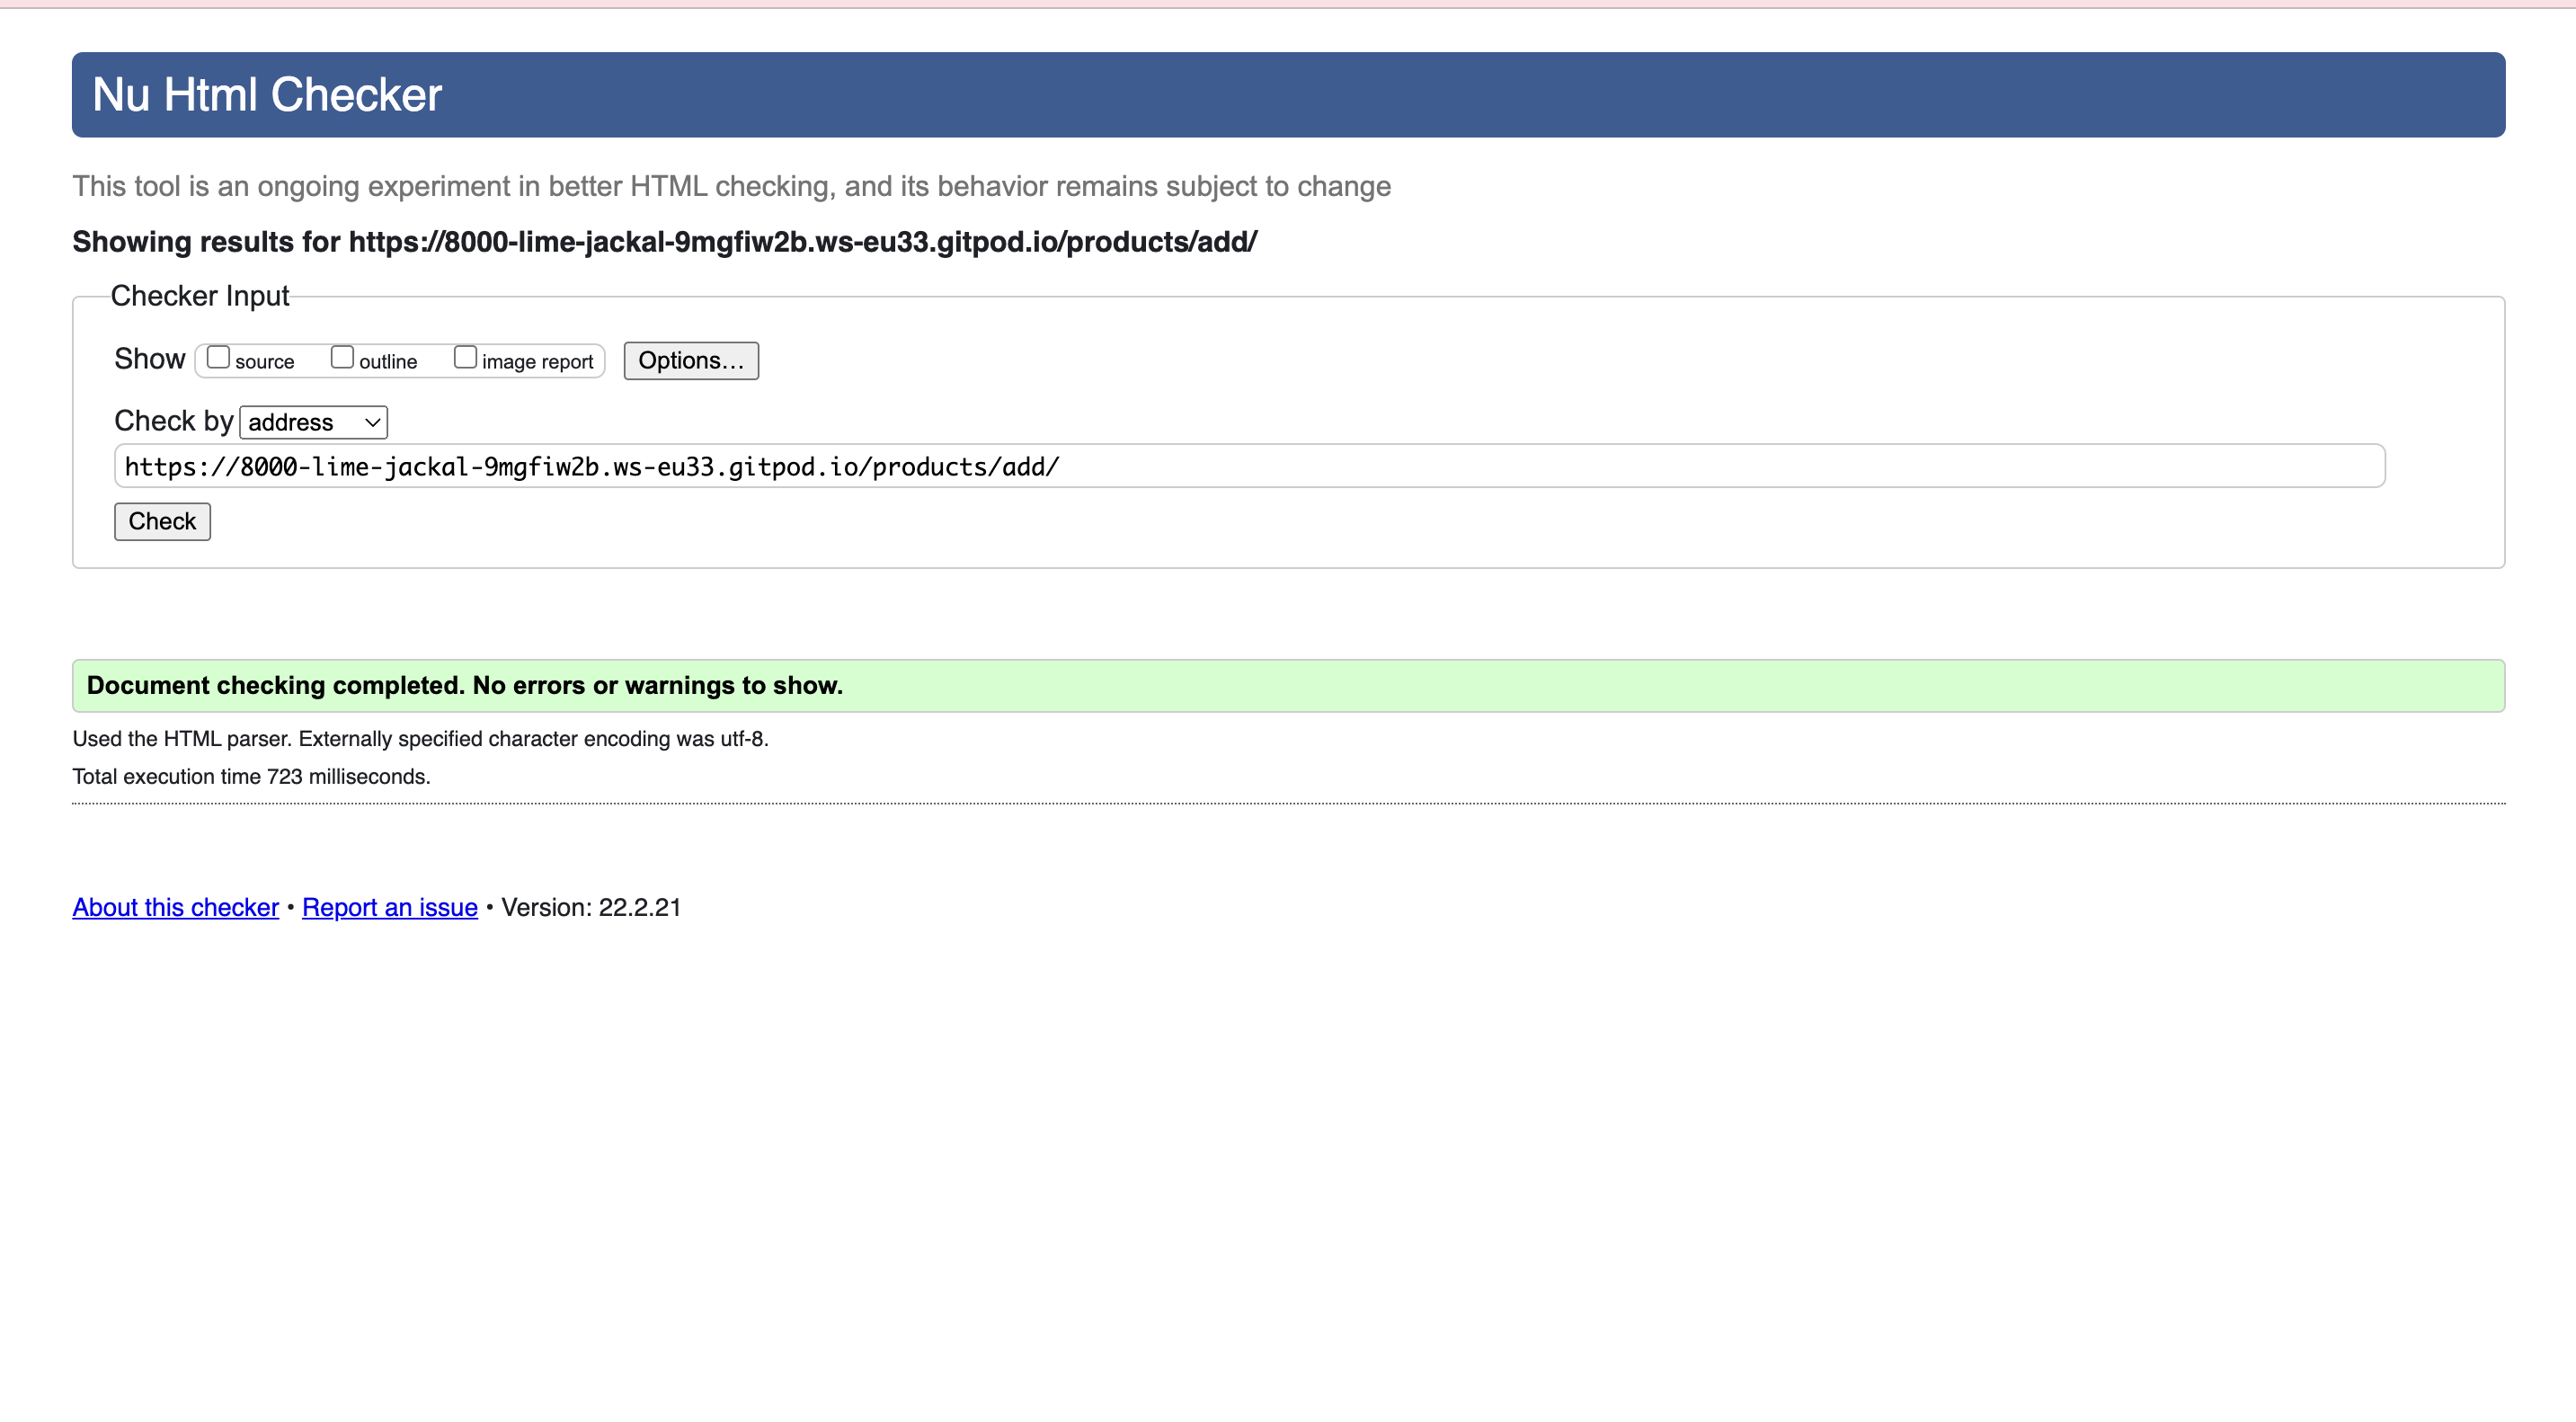 Nu Html Checker
This tool is an ongoing experiment in better HTML checking, and its behavior remains subject to change
Showing results for https://8000-lime-jackal-9mgfiw2b.ws-eu33.gitpod.io/products/add/
Checker Input
Show source outline image report Options...
Check by address
https://8000-lime-jackal-9mgfiw2b.ws-eu33.gitpod.io/products/add/
Check
Document checking completed. No errors or warnings to show.
Used the HTML parser. Externally specified character encoding was utf-8.
Total execution time 723 milliseconds.
About this checker • Report an issue • Version: 22.2.21